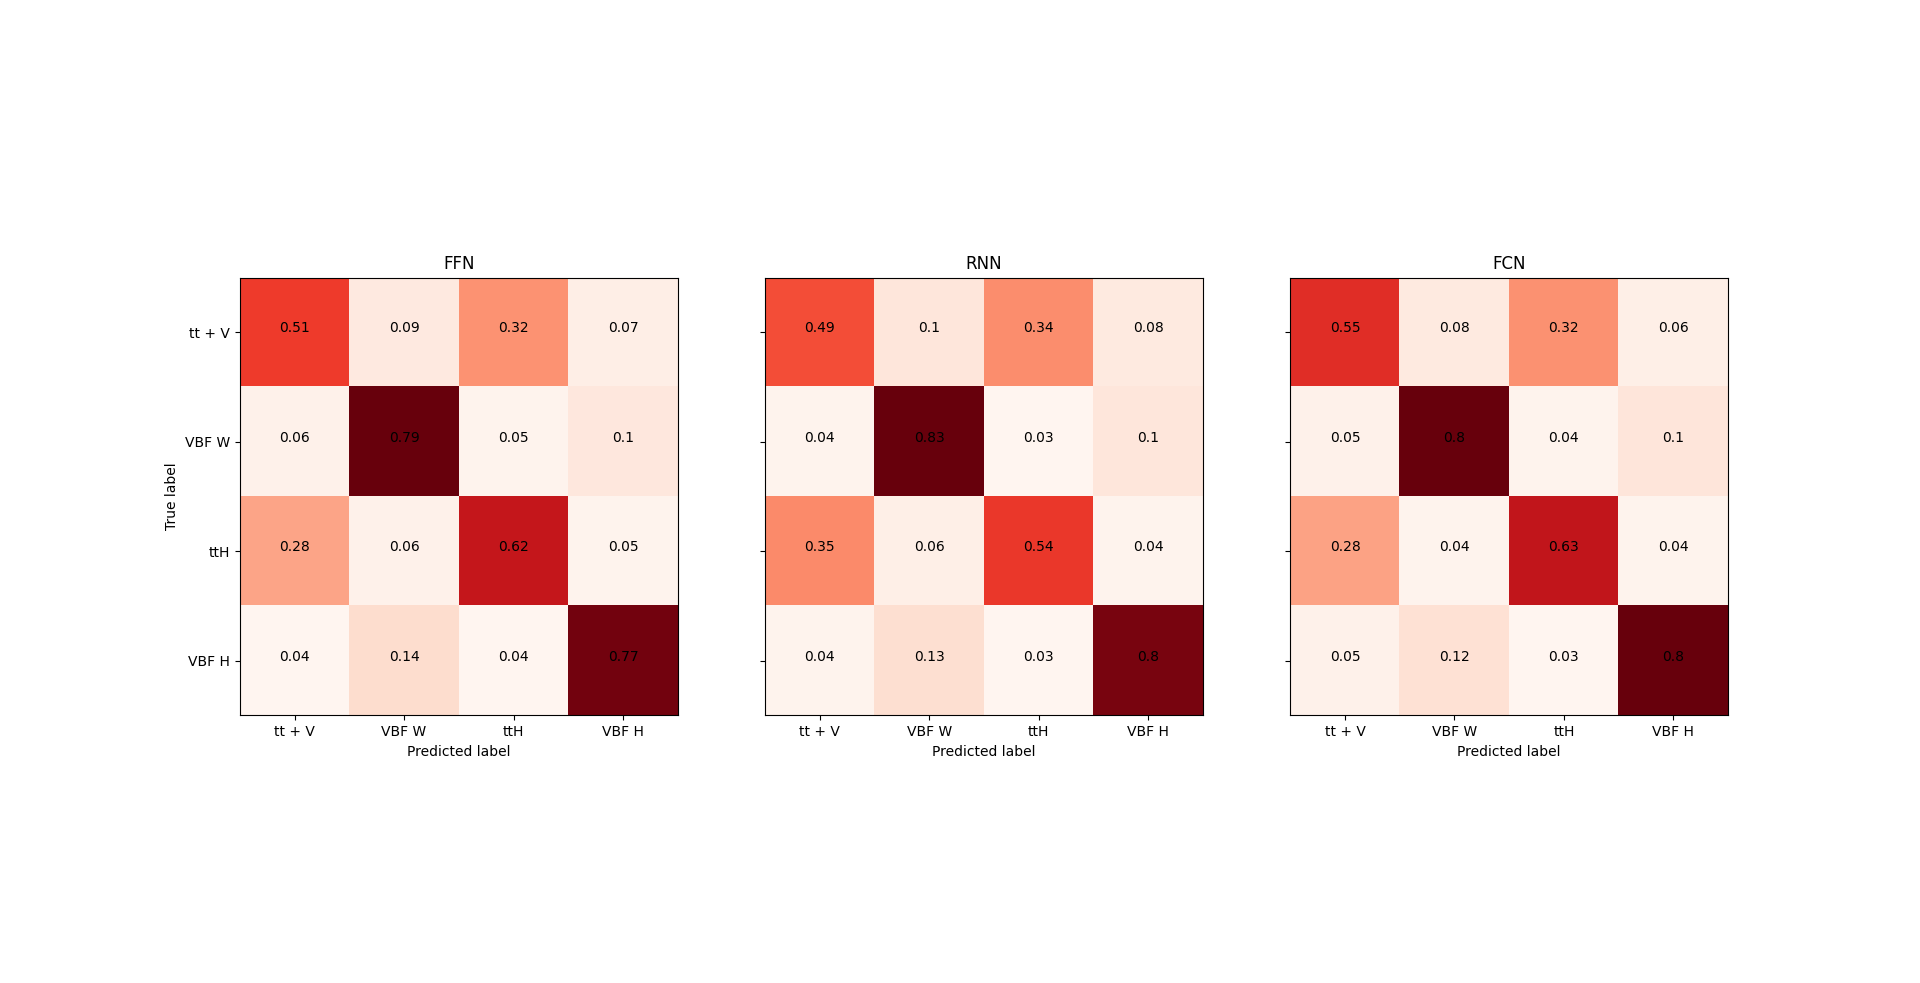 FFN
RNN
FCN
tt + V
0.51 0.09 0.32 0.07
0.49 0.1 0.34 0.08
0.55 0.08 0.32 0.06
VBF W
0.06 0.79 0.05 0.1
0.04 0.83 0.03 0.1
0.05 0.8 0.04 0.1
True label
ttH
0.28 0.06 0.62 0.05
0.35 0.06 0.54 0.04
0.28 0.04 0.63 0.04
VBF H
0.04 0.14 0.04 0.77
0.04 0.13 0.03 0.8
0.05 0.12 0.03 0.8
tt + V VBF W ttH VBF H
tt + V VBF W ttH VBF H
tt + V VBF W ttH VBF H
Predicted label
Predicted label
Predicted label